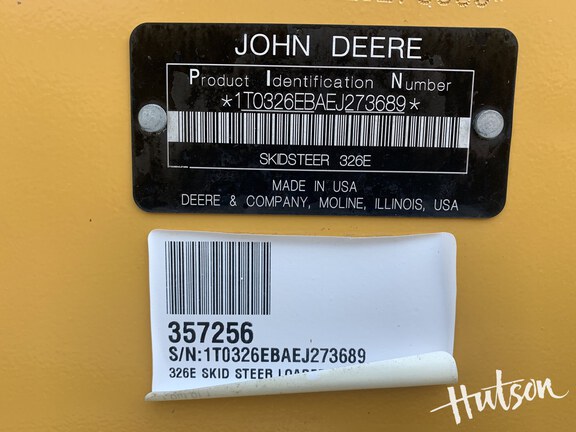 JOHN DEERE
Product Identification Number
*1T0326EBAEJ273689*
SKIDSTEER 326E
MADE IN USA
DEERE & COMPANY, MOLINE, ILLINOIS, USA
357256
S/N:1T0326EBAEJ273689
326E SKID STEER LOADER
Hutson